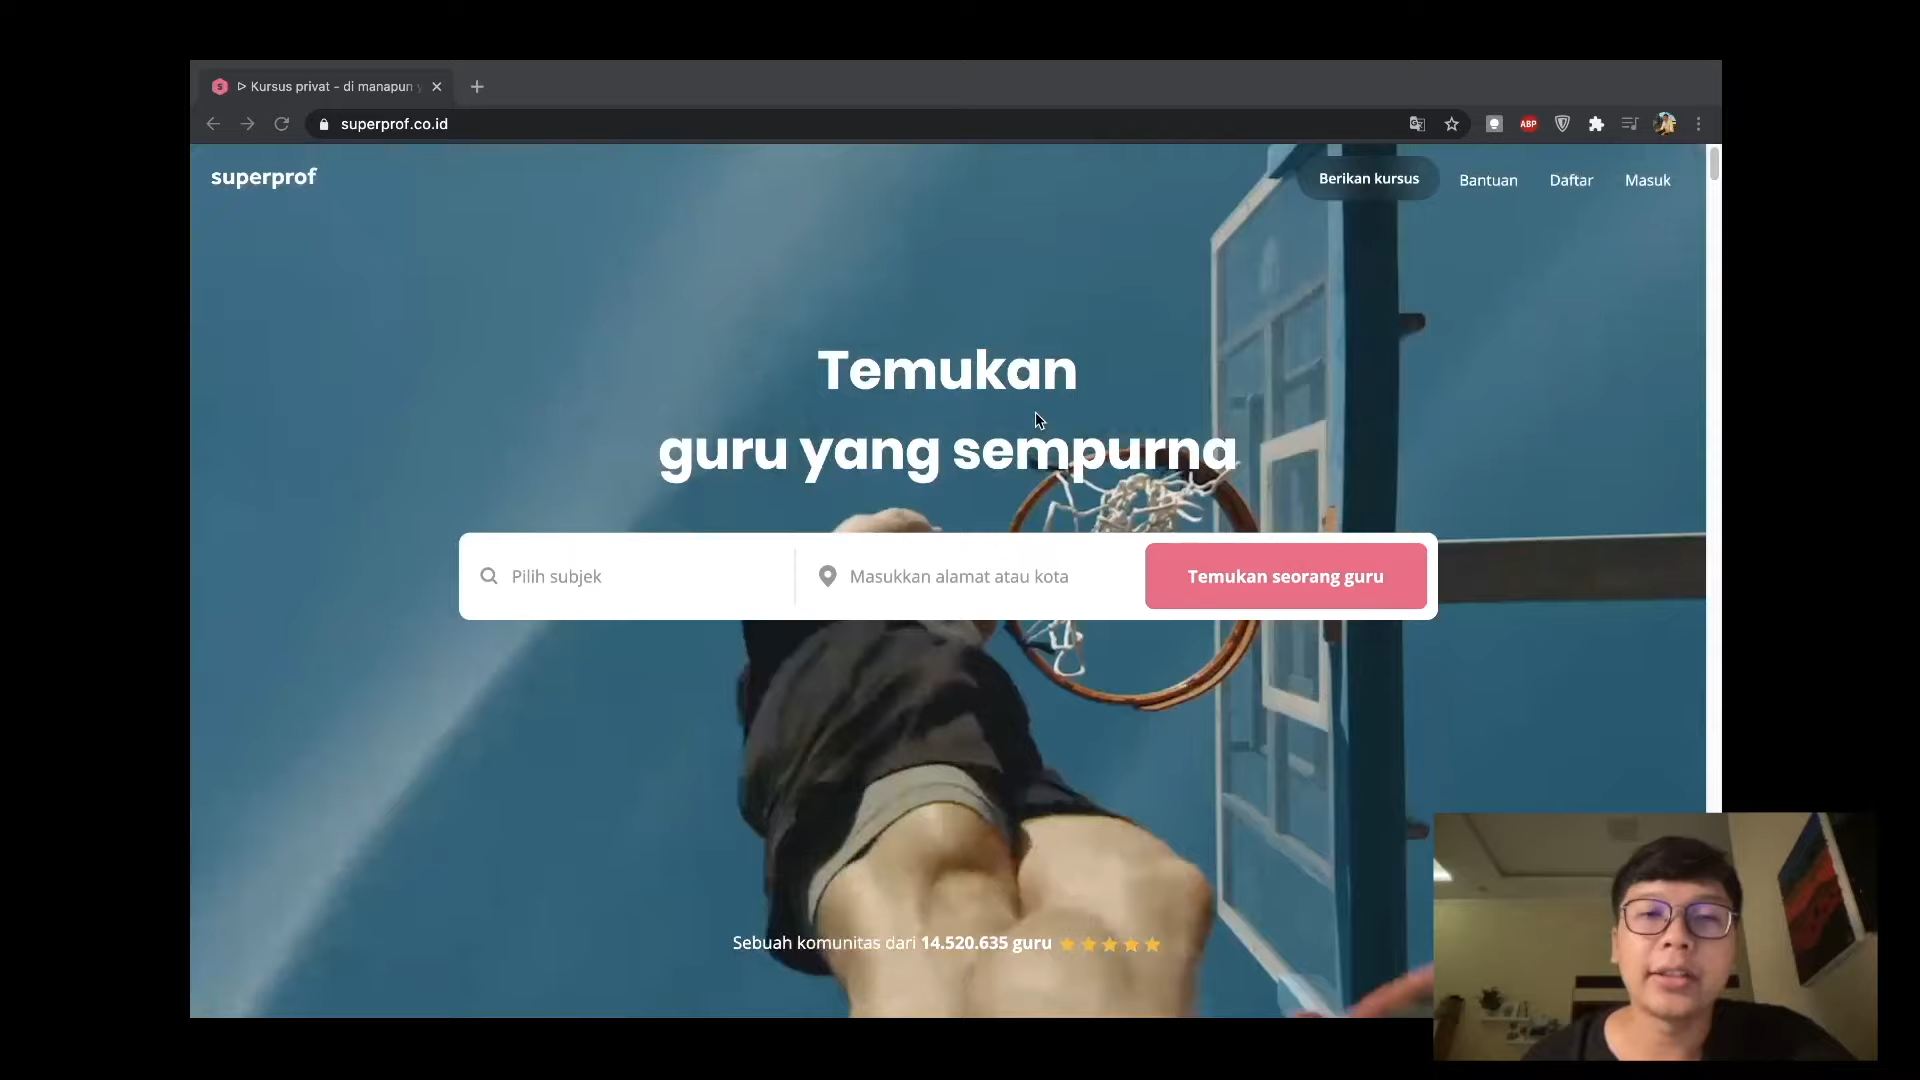 ▷ Kursus privat - di manapun
superprof.co.id
ABP
superprof
Berikan kursus
Bantuan
Daftar
Masuk
Temukan
guru yang sempurna
Pilih subjek
Masukkan alamat atau kota
Temukan seorang guru
Sebuah komunitas dari 14.520.635 guru